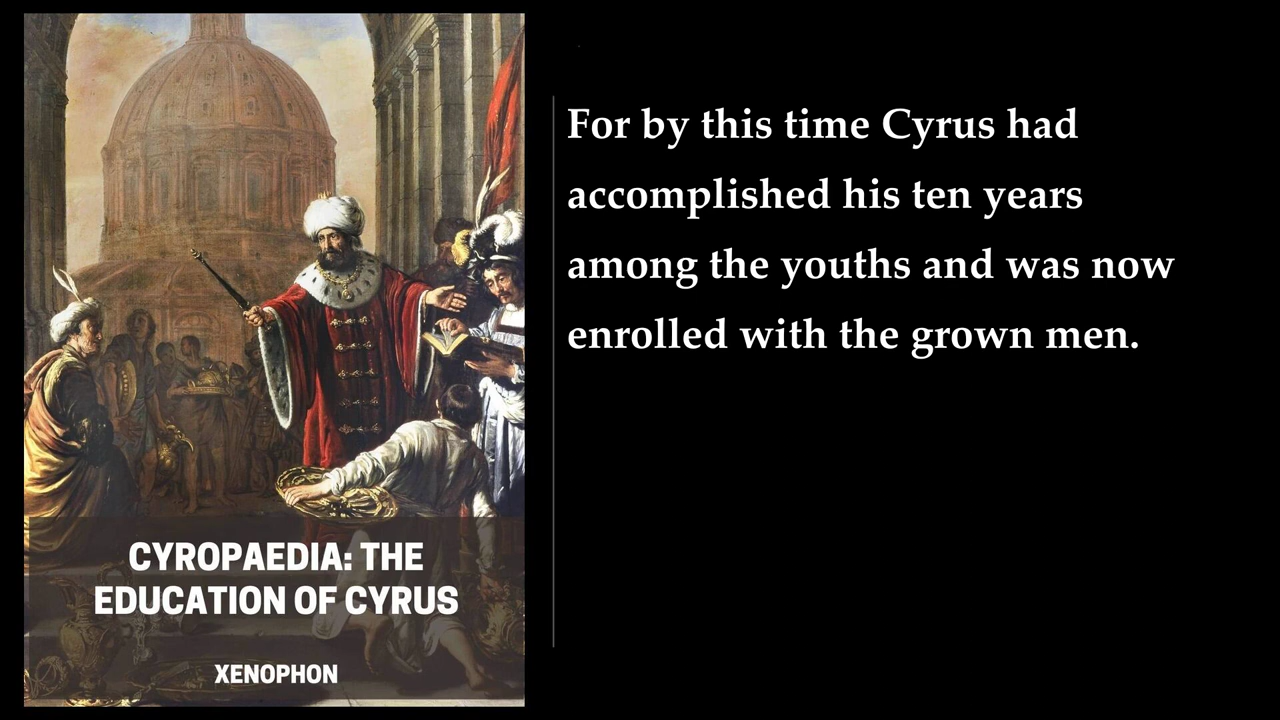 CYROPAEDIA: THE
EDUCATION OF CYRUS
XENOPHON
For by this time Cyrus had
accomplished his ten years
among the youths and was now
enrolled with the grown men.